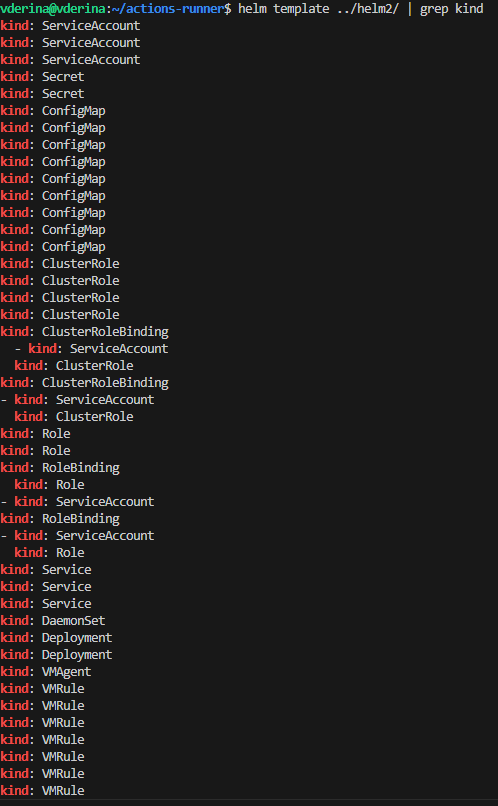 vderina@vderina:~/actions-runner$ helm template ../helm2/ | grep kind
kind: ServiceAccount
kind: ServiceAccount
kind: ServiceAccount
kind: Secret
kind: Secret
kind: ConfigMap
kind: ConfigMap
kind: ConfigMap
kind: ConfigMap
kind: ConfigMap
kind: ConfigMap
kind: ConfigMap
kind: ConfigMap
kind: ConfigMap
kind: ClusterRole
kind: ClusterRole
kind: ClusterRole
kind: ClusterRole
kind: ClusterRoleBinding
  - kind: ServiceAccount
  kind: ClusterRole
kind: ClusterRoleBinding
- kind: ServiceAccount
  kind: ClusterRole
kind: Role
kind: Role
kind: RoleBinding
  kind: Role
- kind: ServiceAccount
kind: RoleBinding
- kind: ServiceAccount
  kind: Role
kind: Service
kind: Service
kind: Service
kind: DaemonSet
kind: Deployment
kind: Deployment
kind: VMAgent
kind: VMRule
kind: VMRule
kind: VMRule
kind: VMRule
kind: VMRule
kind: VMRule
kind: VMRule